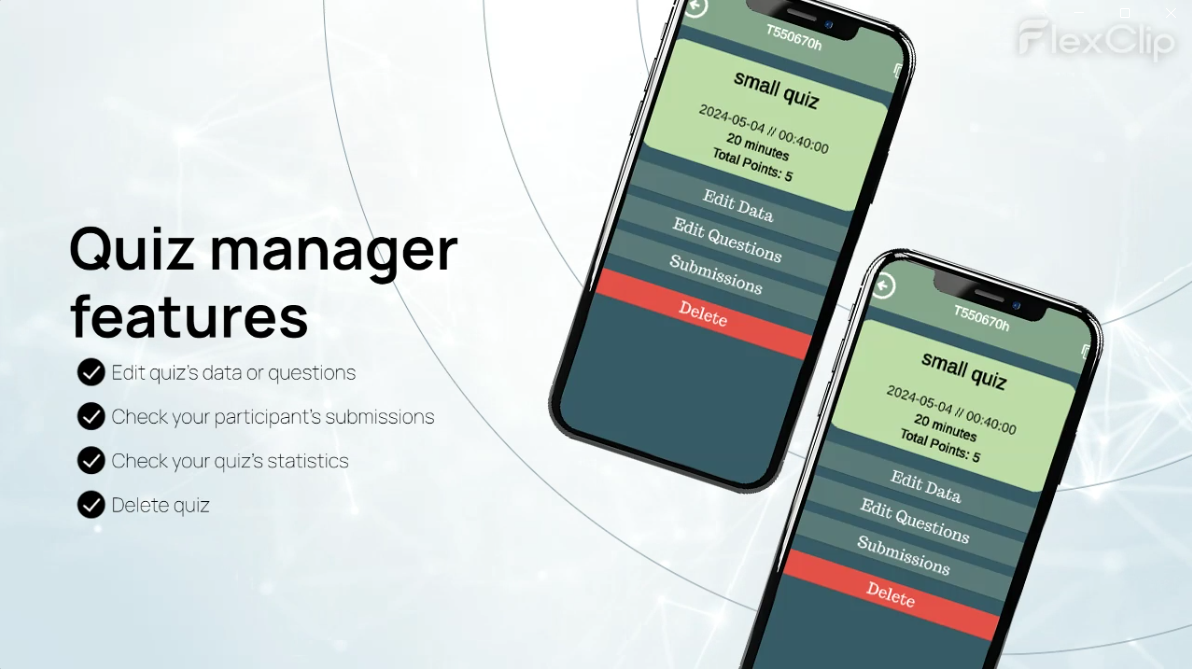 FlexClip
Quiz manager
features
Edit quiz's data or questions
Check your participant's submissions
Check your quiz's statistics
Delete quiz
T550670h
small quiz
2024-05-04 // 00:40:00
20 minutes
Total Points: 5
Edit Data
Edit Questions
Submissions
Delete
T550670h
small quiz
2024-05-04 // 00:40:00
20 minutes
Total Points: 5
Edit Data
Edit Questions
Submissions
Delete